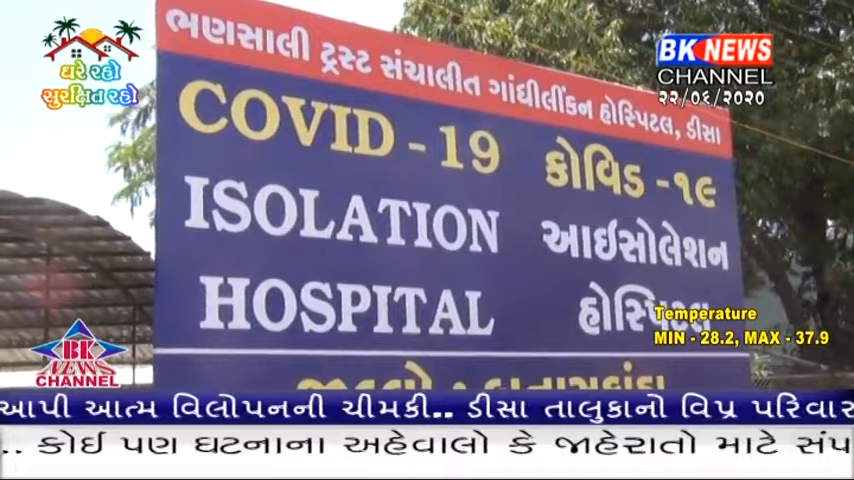 ઘરે રહો
સુરક્ષિત રહો
BK NEWS
CHANNEL
૨૨/૦૬/૨૦૨૦
ભણસાલી ટ્રસ્ટ સંચાલીત ગાંધીલીંકન હોસ્પિટલ, ડીસા
COVID - 19
કોવિડ - ૧૯
ISOLATION
આઈસોલેશન
HOSPITAL
હોસ્પિટલ
Temperature
MIN - 28.2, MAX - 37.9
BK
NEWS
CHANNEL
આપી આત્મ વિલોપનની ચીમકી.. ડીસા તાલુકાનો વિપ્ર પરિવાર
.. કોઈ પણ ઘટનાના અહેવાલો કે જાહેરાતો માટે સંપ